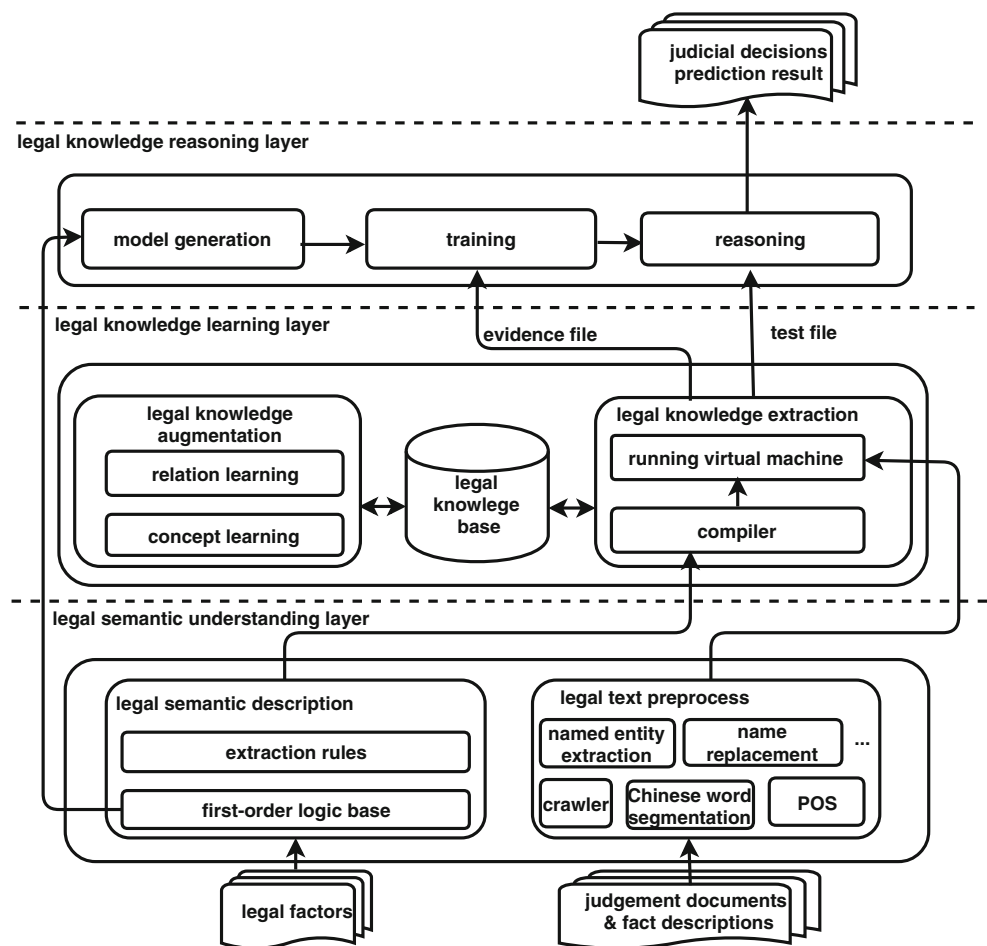 judicial decisions
prediction result
legal knowledge reasoning layer
model generation
training
reasoning
legal knowledge learning layer
evidence file
test file
legal knowledge
augmentation
relation learning
concept learning
legal
knowlege
base
legal knowledge extraction
running virtual machine
compiler
legal semantic understanding layer
legal semantic description
extraction rules
first-order logic base
legal text preprocess
named entity
extraction
name
replacement
...
crawler
Chinese word
segmentation
POS
legal factors
judgement documents
& fact descriptions